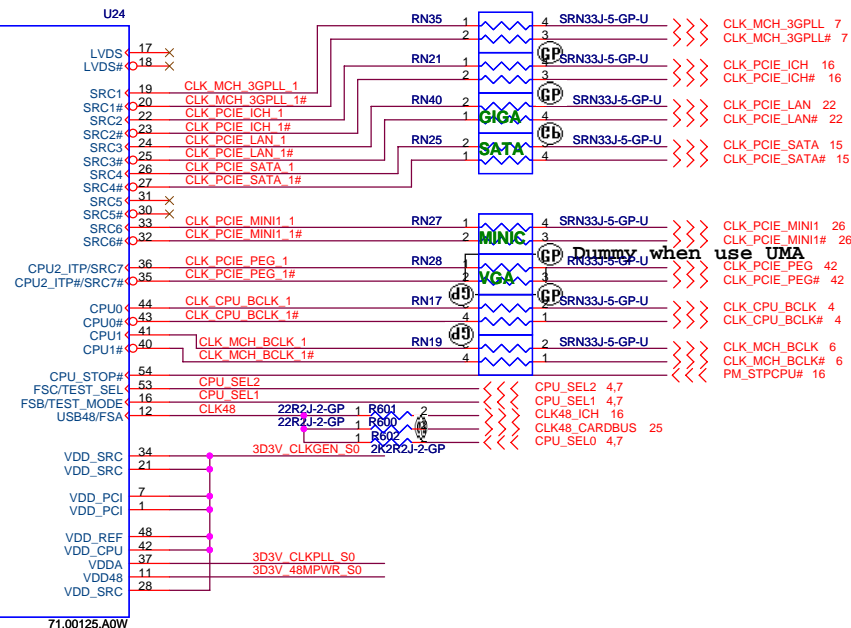 U24
RN35 1 4 SRN33J-5-GP-U CLK_MCH_3GPLL 7
2 3 CLK_MCH_3GPLL# 7
LVDS 17
LVDS# 18
GP
RN21 1 4 SRN33J-5-GP-U CLK_PCIE_ICH 16
2 3 CLK_PCIE_ICH# 16
SRC1 19 CLK_MCH_3GPLL_1
SRC1# 20 CLK_MCH_3GPLL_1#
GP
RN40 2 SRN33J-5-GP-U CLK_PCIE_LAN 22
1 GIGA CLK_PCIE_LAN# 22
SRC2 22 CLK_PCIE_ICH_1
SRC2# 23 CLK_PCIE_ICH_1#
GP
SRC3 24 CLK_PCIE_LAN_1
SRC3# 25 CLK_PCIE_LAN_1#
RN25 2 SATA SRN33J-5-GP-U CLK_PCIE_SATA 15
1 4 CLK_PCIE_SATA# 15
SRC4 26 CLK_PCIE_SATA_1
SRC4# 27 CLK_PCIE_SATA_1#
SRC5 31
SRC5# 30
SRC6 33 CLK_PCIE_MINI1_1 RN27 1 4 SRN33J-5-GP-U CLK_PCIE_MINI1 26
SRC6# 32 CLK_PCIE_MINI1_1# 2 MINIC 3 CLK_PCIE_MINI1# 26
GP Dummy when use UMA
CPU2_ITP/SRC7 36 CLK_PCIE_PEG_1 RN28 1 4 SRN33J-5-GP-U CLK_PCIE_PEG 42
CPU2_ITP#/SRC7# 35 CLK_PCIE_PEG_1# 2 VGA 3 CLK_PCIE_PEG# 42
GP GP
CPU0 44 CLK_CPU_BCLK_1 RN17 3 2 SRN33J-5-GP-U CLK_CPU_BCLK 4
CPU0# 43 CLK_CPU_BCLK_1# 4 1 CLK_CPU_BCLK# 4
GP
CPU1 41 CLK_MCH_BCLK_1 RN19 3 2 SRN33J-5-GP-U CLK_MCH_BCLK 6
CPU1# 40 CLK_MCH_BCLK_1# 4 1 CLK_MCH_BCLK# 6
CPU_STOP# 54 PM_STPCPU# 16
FSC/TEST_SEL 53 CPU_SEL2 CPU_SEL2 4,7
FSB/TEST_MODE 16 CPU_SEL1 CPU_SEL1 4,7
USB48/FSA 12 CLK48 22R2J-2-GP 1 R601 2 CLK48_ICH 16
22R2J-2-GP 1 R600 CLK48_CARDBUS 25
1 R602 2K2R2J-2-GP CPU_SEL0 4,7
VDD_SRC 34 3D3V_CLKGEN_S0
VDD_SRC 21
VDD_PCI 7
VDD_PCI 1
VDD_REF 48
VDD_CPU 42
VDDA 37 3D3V_CLKPLL_S0
VDD48 11 3D3V_48MPWR_S0
VDD_SRC 28
71.00125.A0W